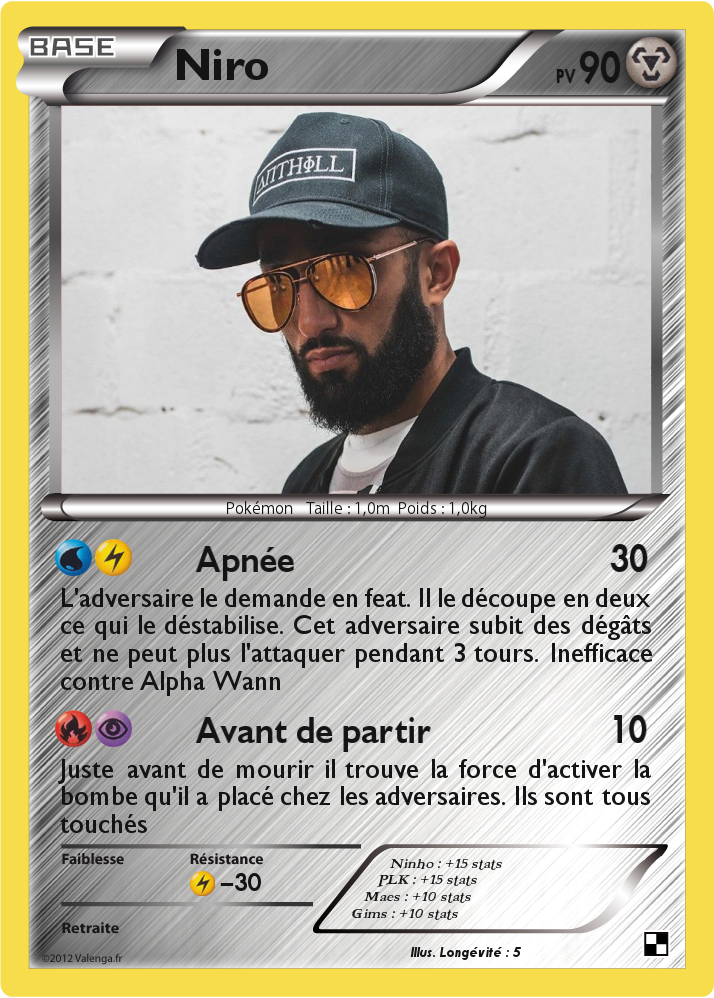 BASE
Niro
PV 90
ΔΠTHΦLL
Pokémon Taille : 1,0m Poids : 1,0kg
Apnée 30
L'adversaire le demande en feat. Il le découpe en deux
ce qui le déstabilise. Cet adversaire subit des dégâts
et ne peut plus l'attaquer pendant 3 tours. Inefficace
contre Alpha Wann
Avant de partir 10
Juste avant de mourir il trouve la force d'activer la
bombe qu'il a placé chez les adversaires. Ils sont tous
touchés
Faiblesse Résistance
–30
Ninho : +15 stats
PLK : +15 stats
Maes : +10 stats
Gims : +10 stats
Retraite
Illus. Longévité : 5
©2012 Valenga.fr